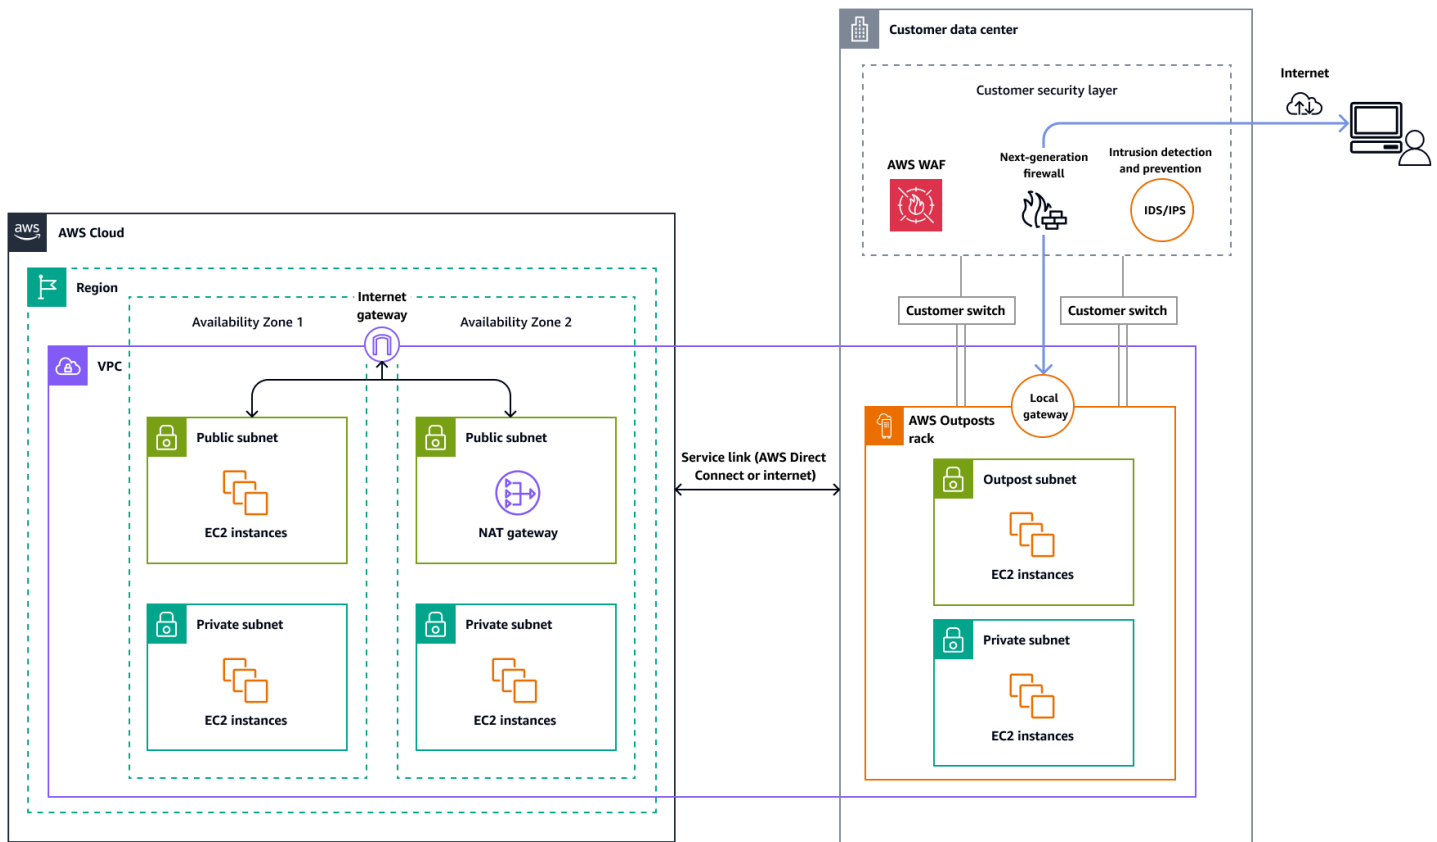 Customer data center
Customer security layer
Internet
AWS WAF
Next-generation
firewall
Intrusion detection
and prevention
IDS/IPS
Customer switch
Customer switch
aws
AWS Cloud
Region
Availability Zone 1
Internet
gateway
Availability Zone 2
VPC
Public subnet
EC2 instances
Public subnet
NAT gateway
Private subnet
EC2 instances
Private subnet
EC2 instances
Service link (AWS Direct
Connect or internet)
Local
gateway
AWS Outposts
rack
Outpost subnet
EC2 instances
Private subnet
EC2 instances